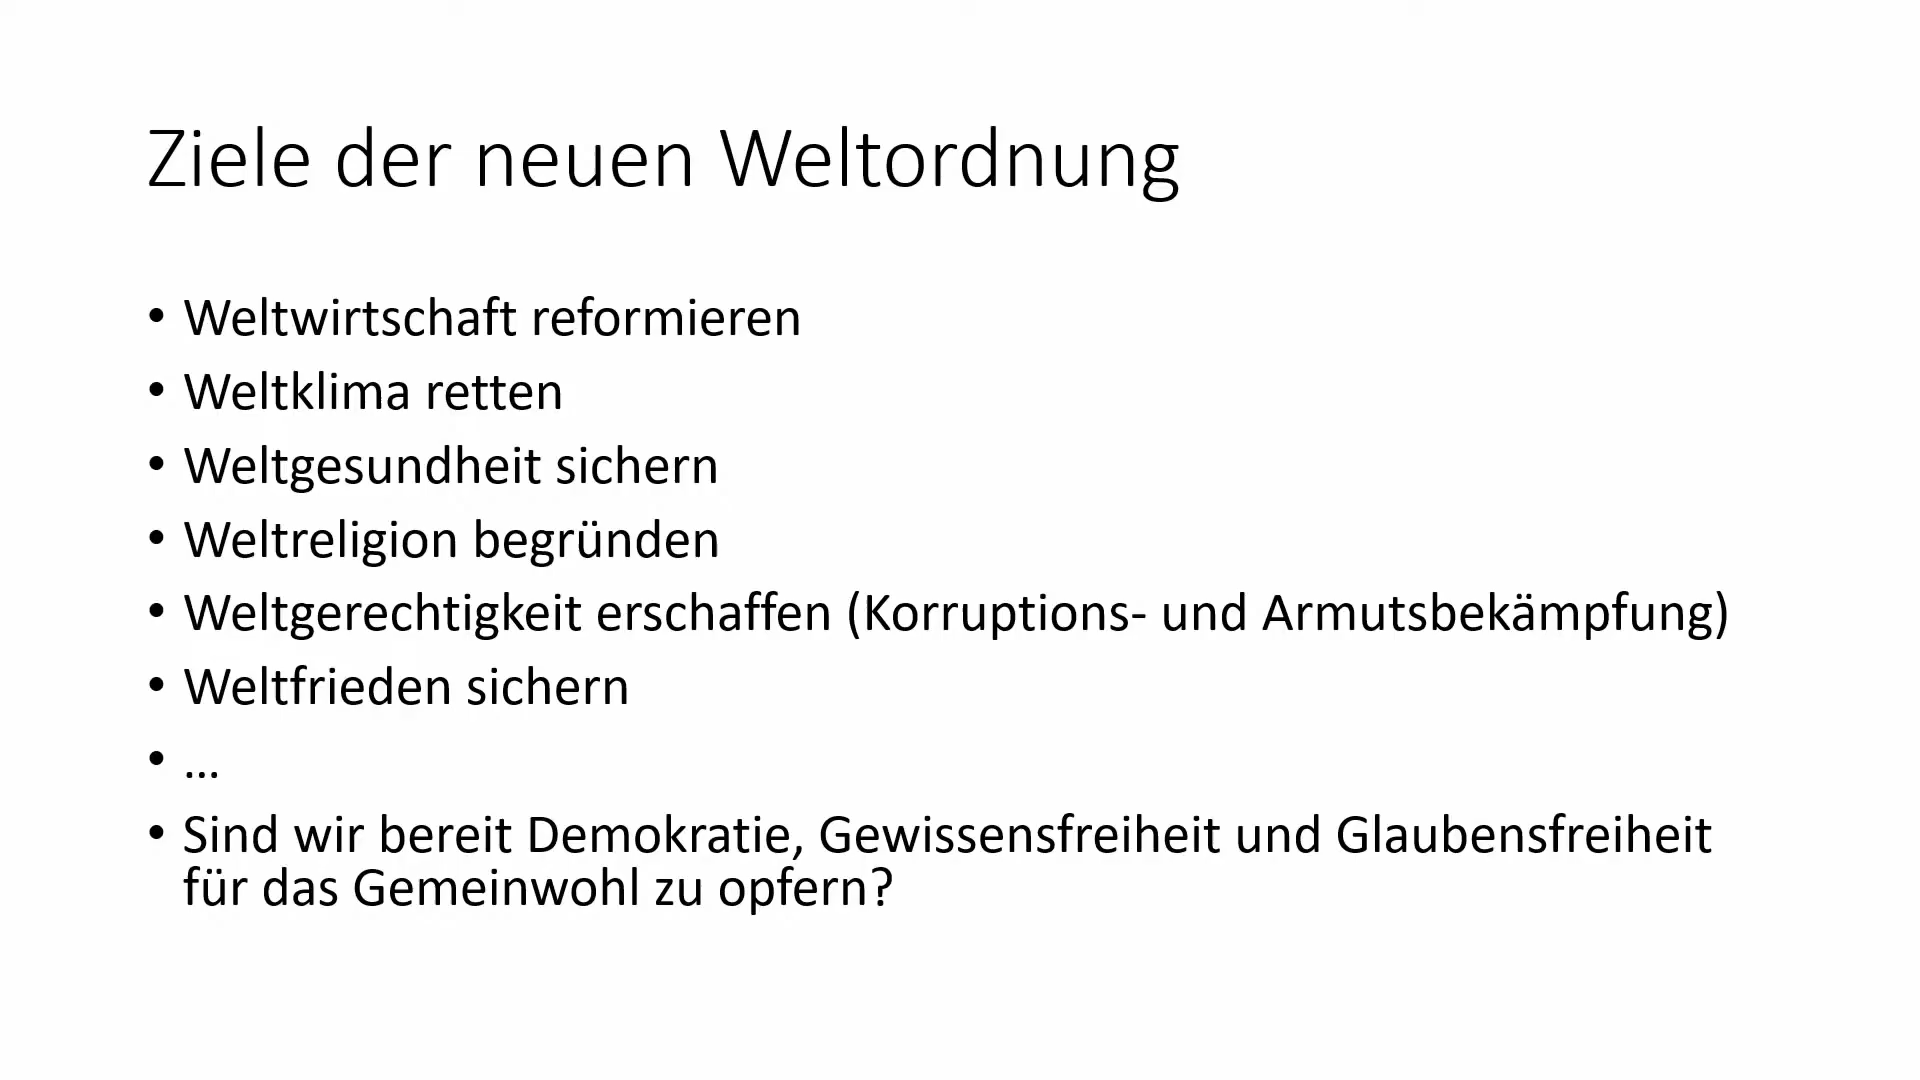 Ziele der neuen Weltordnung
• Weltwirtschaft reformieren
• Weltklima retten
• Weltgesundheit sichern
• Weltreligion begründen
• Weltgerechtigkeit erschaffen (Korruptions- und Armutsbekämpfung)
• Weltfrieden sichern
• …
• Sind wir bereit Demokratie, Gewissensfreiheit und Glaubensfreiheit
für das Gemeinwohl zu opfern?